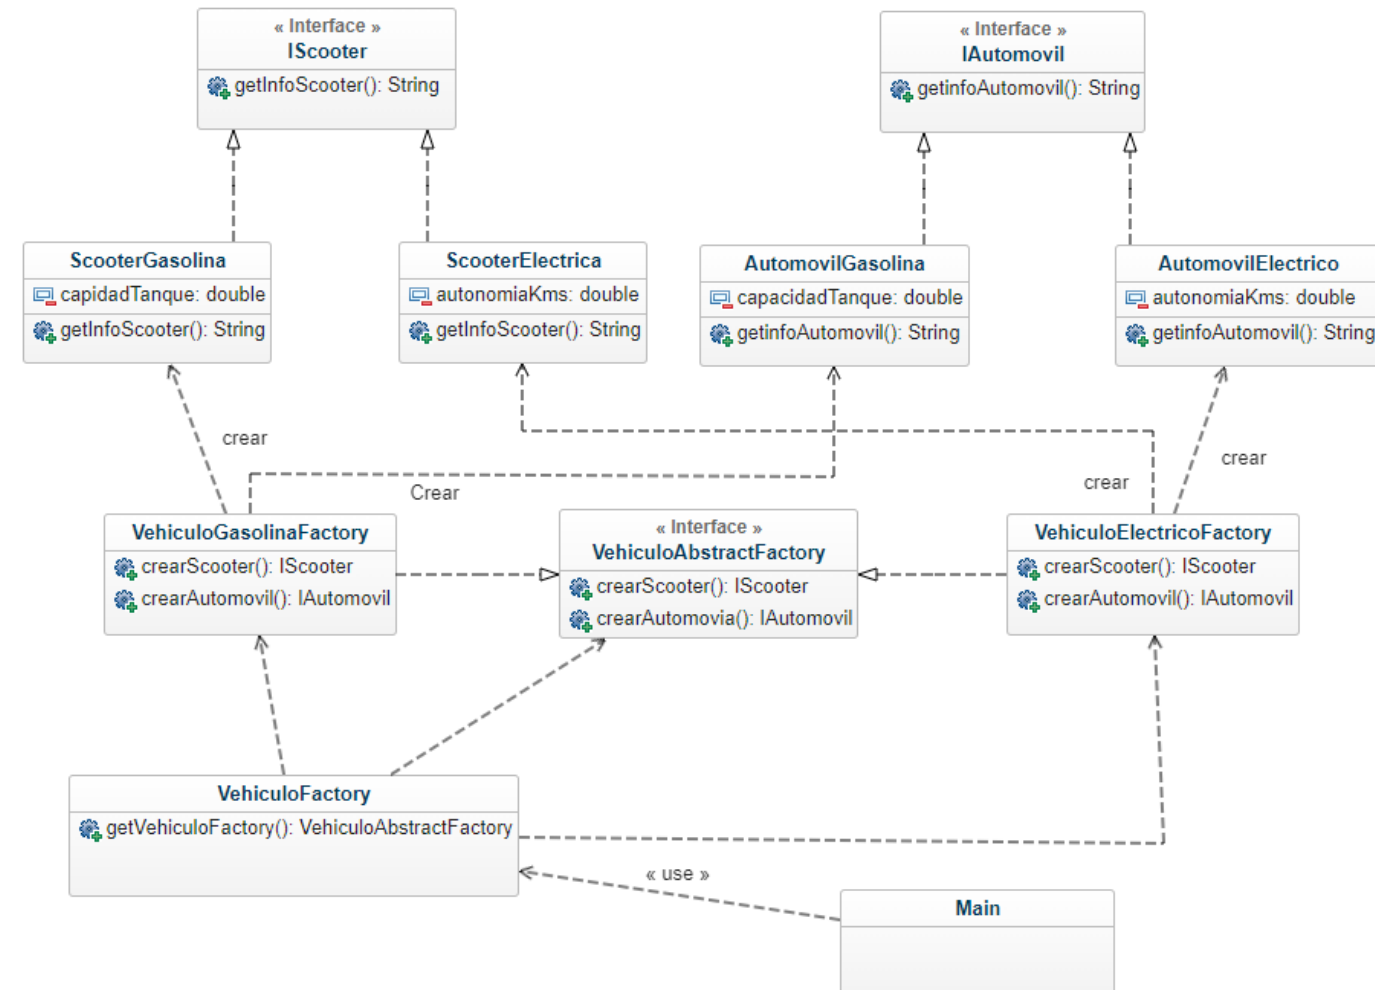 « Interface »
IScooter
getInfoScooter(): String
« Interface »
IAutomovil
getinfoAutomovil(): String
ScooterGasolina
capidadTanque: double
getInfoScooter(): String
ScooterElectrica
autonomiaKms: double
getInfoScooter(): String
AutomovilGasolina
capacidadTanque: double
getinfoAutomovil(): String
AutomovilElectrico
autonomiaKms: double
getinfoAutomovil(): String
crear
Crear
crear
crear
VehiculoGasolinaFactory
crearScooter(): IScooter
crearAutomovil(): IAutomovil
« Interface »
VehiculoAbstractFactory
crearScooter(): IScooter
crearAutomovia(): IAutomovil
VehiculoElectricoFactory
crearScooter(): IScooter
crearAutomovil(): IAutomovil
VehiculoFactory
getVehiculoFactory(): VehiculoAbstractFactory
« use »
Main